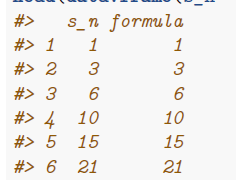 #>   s_n formula
#> 1   1       1
#> 2   3       3
#> 3   6       6
#> 4  10      10
#> 5  15      15
#> 6  21      21